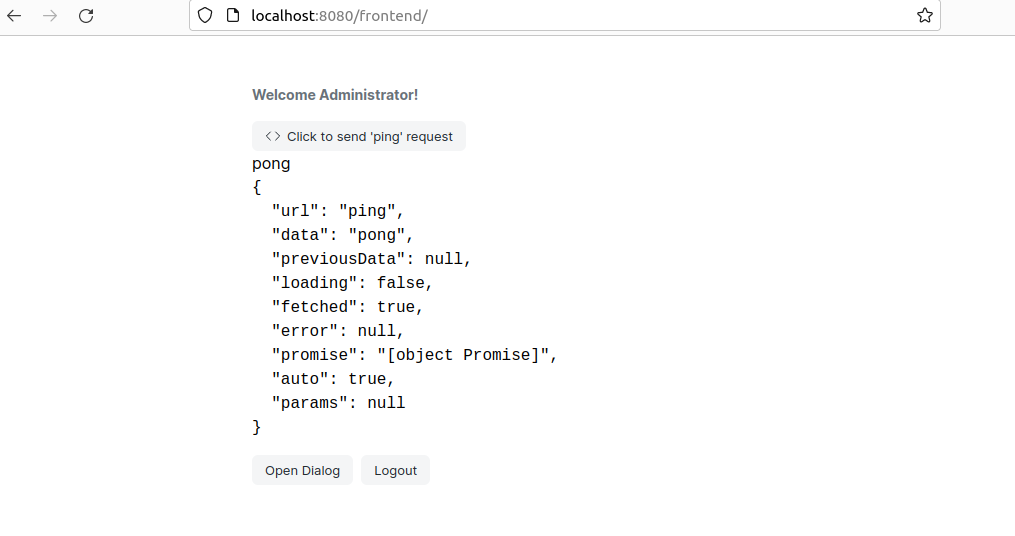 localhost:8080/frontend/
Welcome Administrator!
<> Click to send 'ping' request
pong
{
  "url": "ping",
  "data": "pong",
  "previousData": null,
  "loading": false,
  "fetched": true,
  "error": null,
  "promise": "[object Promise]",
  "auto": true,
  "params": null
}
Open Dialog Logout